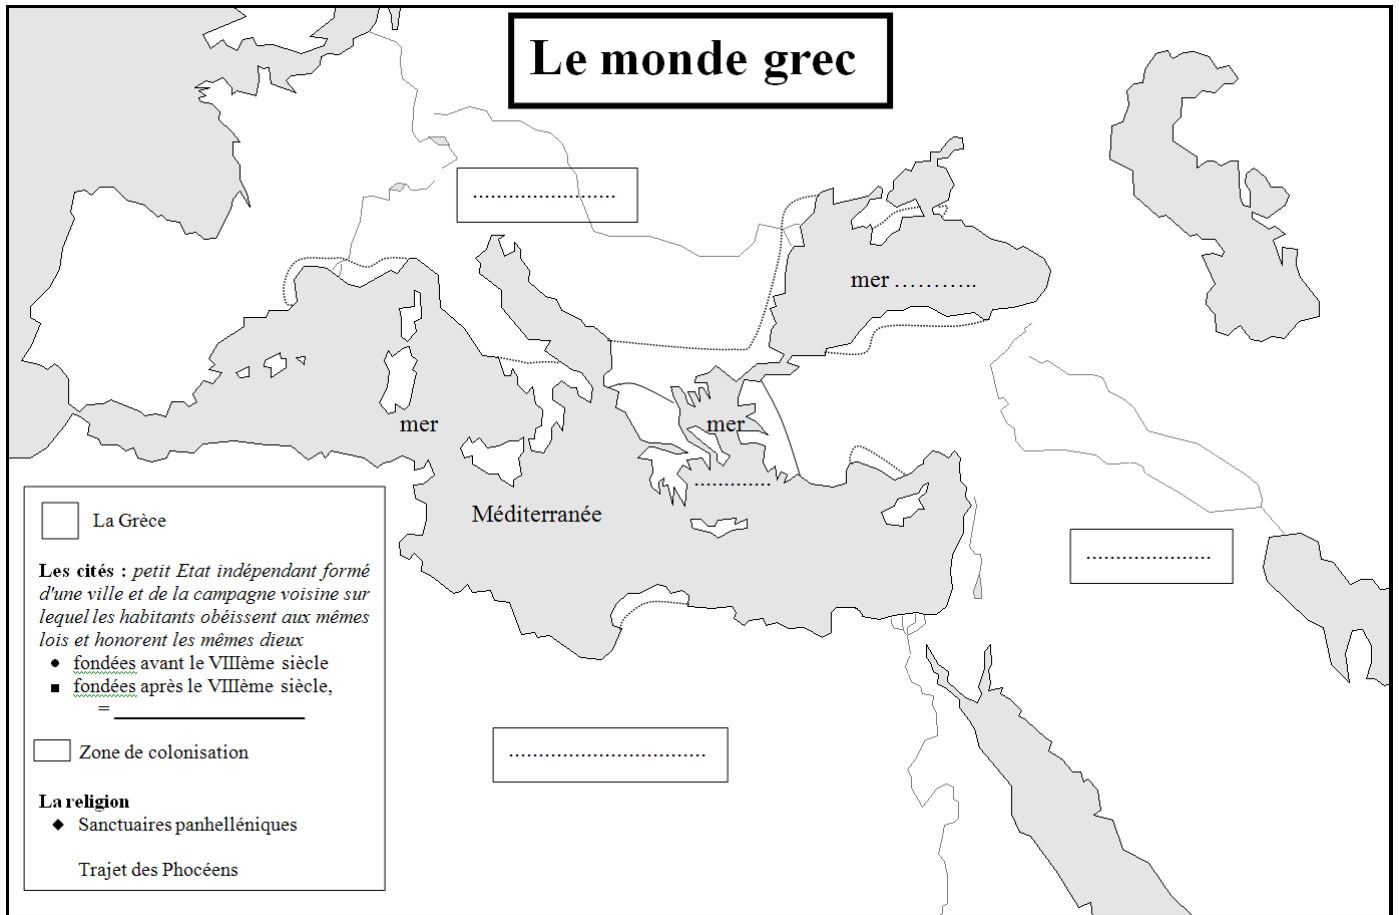 Le monde grec
.........................
mer ...........
mer
mer
.............
Méditerranée
......................
La Grèce
Les cités : petit Etat indépendant formé
d'une ville et de la campagne voisine sur
lequel les habitants obéissent aux mêmes
lois et honorent les mêmes dieux
● fondées avant le VIIIème siècle
■ fondées après le VIIIème siècle,
= ____________________
..................................
Zone de colonisation
La religion
◆ Sanctuaires panhelléniques
Trajet des Phocéens